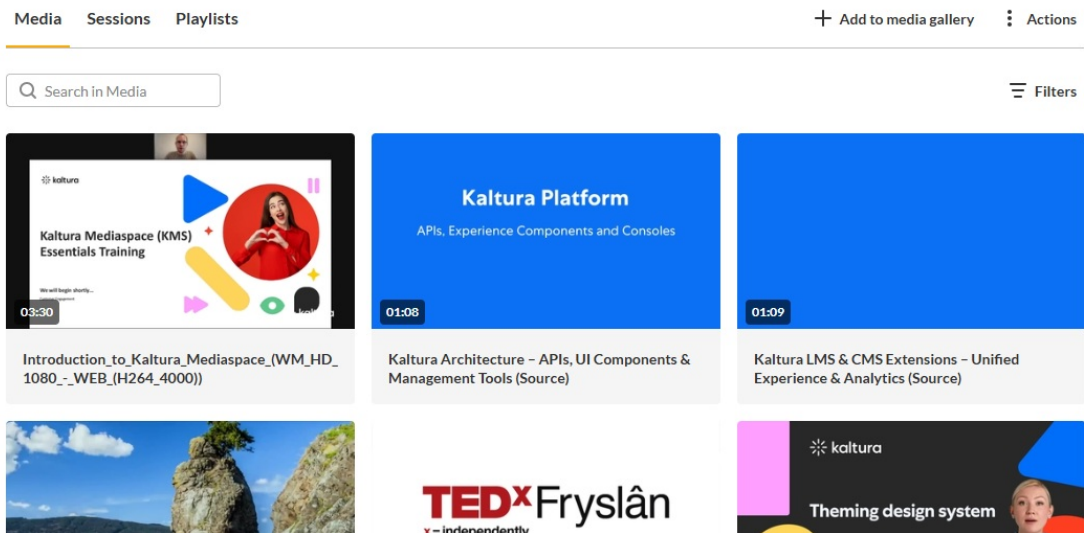 Media Sessions Playlists
+ Add to media gallery
Actions
Search in Media
Filters
kaltura
Kaltura Mediaspace (KMS)
Essentials Training
We will begin shortly...
03:30
Kaltura Platform
APIs, Experience Components and Consoles
01:08
01:09
Introduction_to_Kaltura_Mediaspace_(WM_HD_
1080_-_WEB_(H264_4000))
Kaltura Architecture – APIs, UI Components &
Management Tools (Source)
Kaltura LMS & CMS Extensions – Unified
Experience & Analytics (Source)
TEDxFryslân
x = independently
kaltura
Theming design system